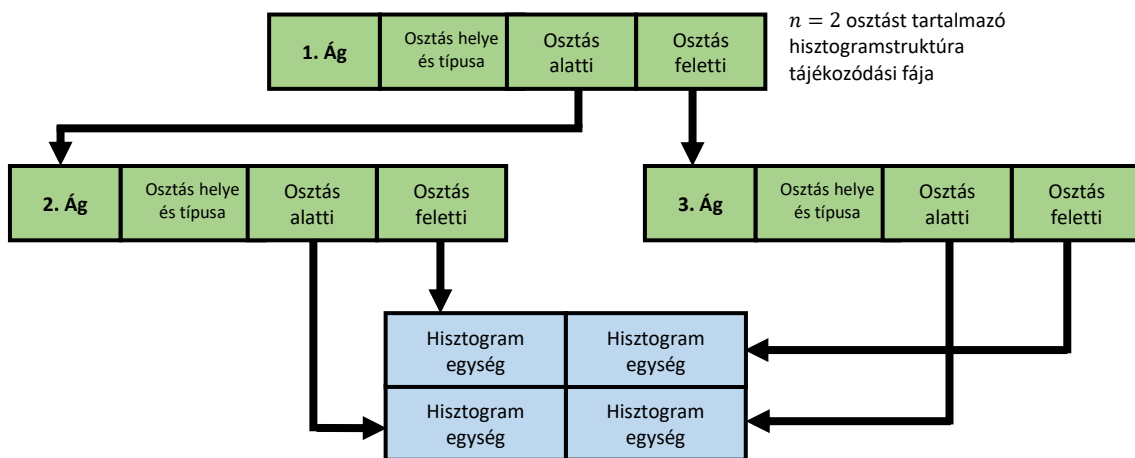 1. Ág
Osztás helye
és típusa
Osztás
alatti
Osztás
feletti
n = 2 osztást tartalmazó
hisztogramstruktúra
tájékozódási fája
2. Ág
Osztás helye
és típusa
Osztás
alatti
Osztás
feletti
3. Ág
Osztás helye
és típusa
Osztás
alatti
Osztás
feletti
Hisztogram
egység
Hisztogram
egység
Hisztogram
egység
Hisztogram
egység